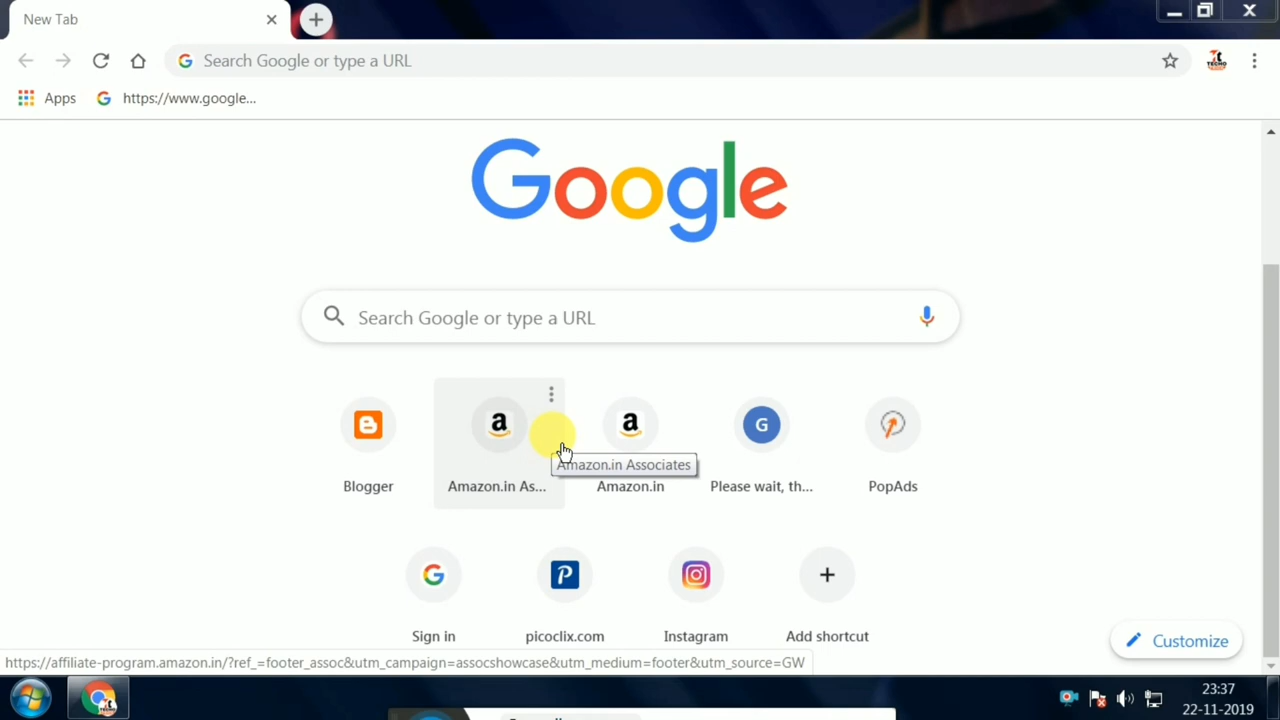 New Tab
Search Google or type a URL
TECHO
Apps
https://www.google...
Google
Search Google or type a URL
Amazon.in Associates
Blogger
Amazon.in As...
Amazon.in
Please wait, th...
PopAds
G
Sign in
picoclix.com
Instagram
Add shortcut
Customize
https://affiliate-program.amazon.in/?ref_=footer_assoc&utm_campaign=assocshowcase&utm_medium=footer&utm_source=GW
23:37
22-11-2019